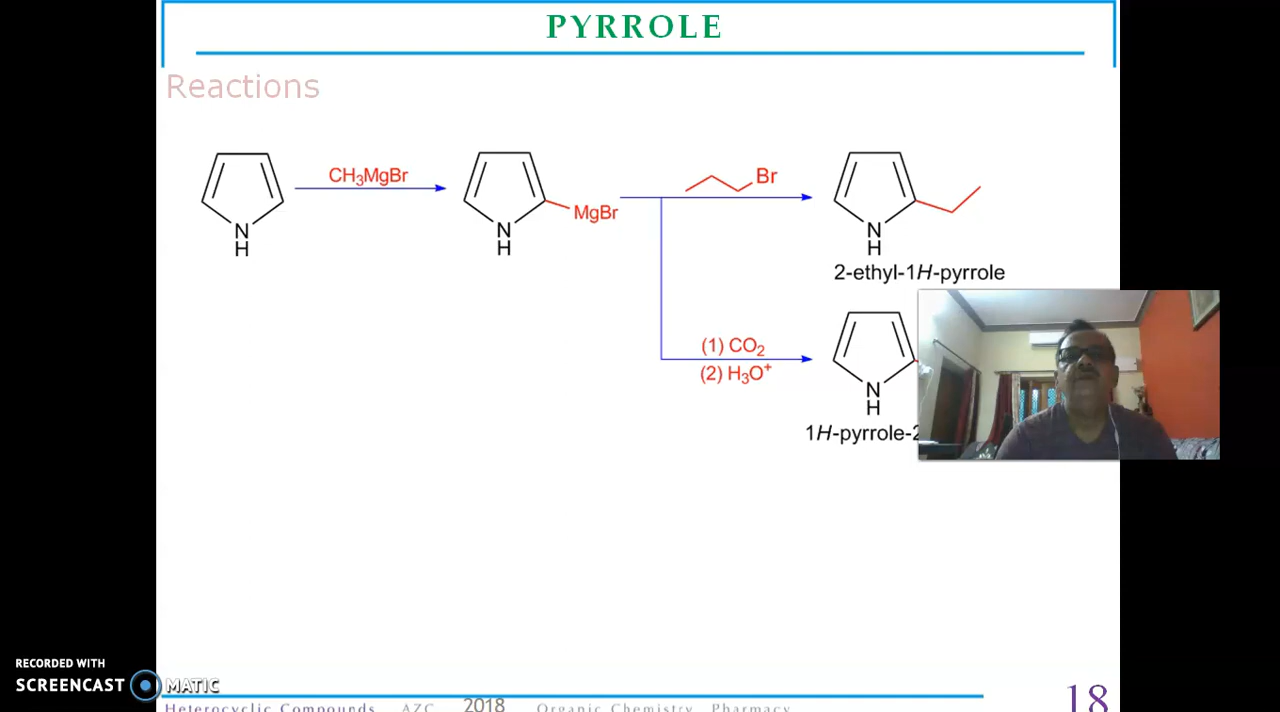 PYRROLE
Reactions
CH₃MgBr
N
H
MgBr
N
H
Br
N
H
2-ethyl-1H-pyrrole
(1) CO₂
(2) H₃O⁺
N
H
1H-pyrrole-2
RECORDED WITH
SCREENCAST MATIC
Heterocyclic Compounds AZC 2018 Organic Chemistry Pharmacy
18